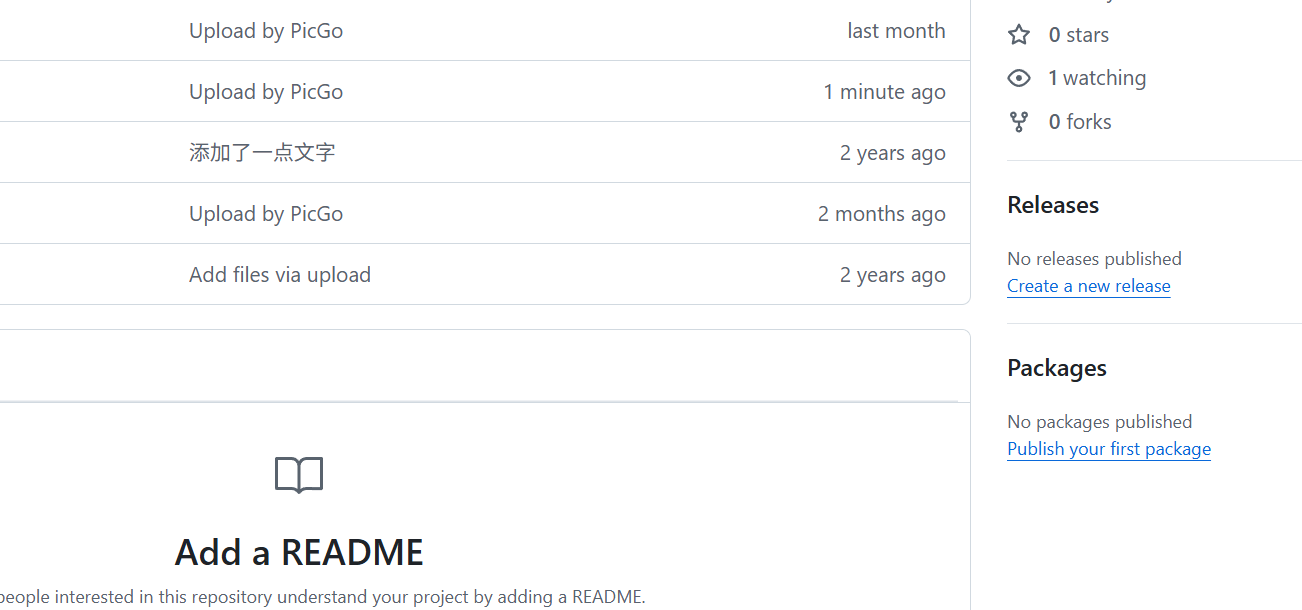 Upload by PicGo last month
Upload by PicGo 1 minute ago
添加了一点文字 2 years ago
Upload by PicGo 2 months ago
Add files via upload 2 years ago
Add a README
people interested in this repository understand your project by adding a README.
0 stars
1 watching
0 forks
Releases
No releases published
Create a new release
Packages
No packages published
Publish your first package